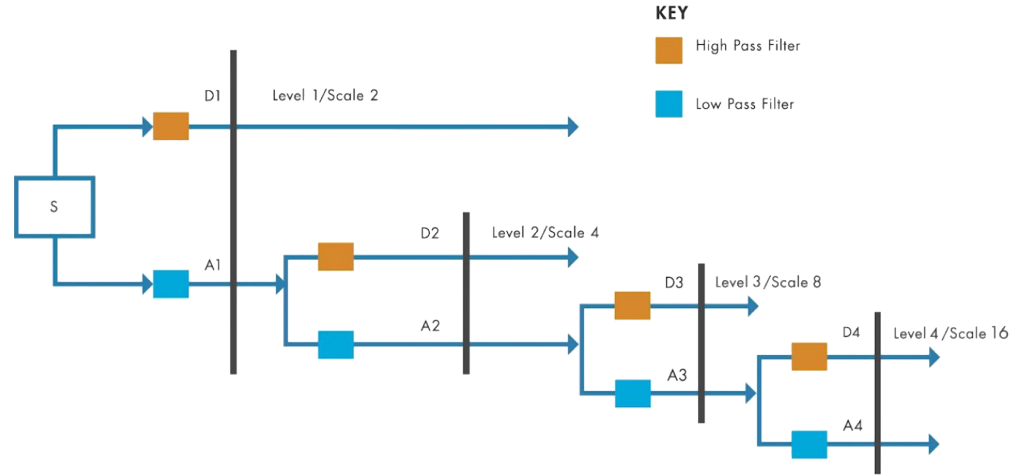 KEY
High Pass Filter
Low Pass Filter
D1
Level 1/Scale 2
S
A1
D2
Level 2/Scale 4
A2
D3
Level 3/Scale 8
A3
D4
Level 4/Scale 16
A4